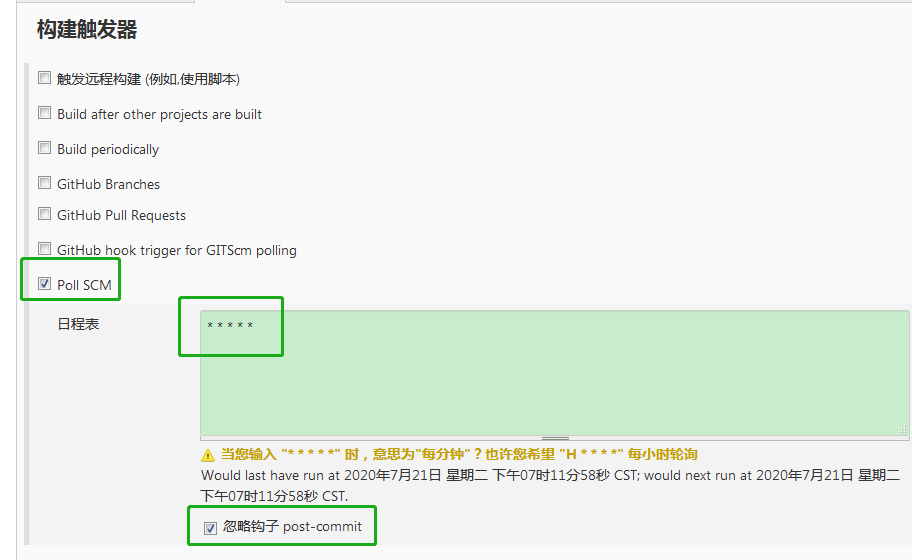 构建触发器
触发远程构建 (例如,使用脚本)
Build after other projects are built
Build periodically
GitHub Branches
GitHub Pull Requests
GitHub hook trigger for GITScm polling
Poll SCM
日程表
* * * * *
当您输入 "* * * * *" 时，意思为"每分钟"？也许您希望 "H * * * *" 每小时轮询
Would last have run at 2020年7月21日 星期二 下午07时11分58秒 CST; would next run at 2020年7月21日 星期二
下午07时11分58秒 CST.
忽略钩子 post-commit